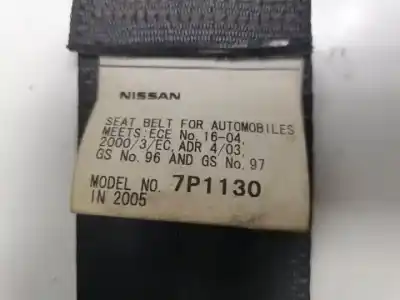 NISSAN
SEAT BELT FOR AUTOMOBILES
MEETS:ECE No. 16-04,
2000/3/EC, ADR 4/03,
GS No. 96 AND GS No. 97
MODEL NO. 7P1130
IN 2005